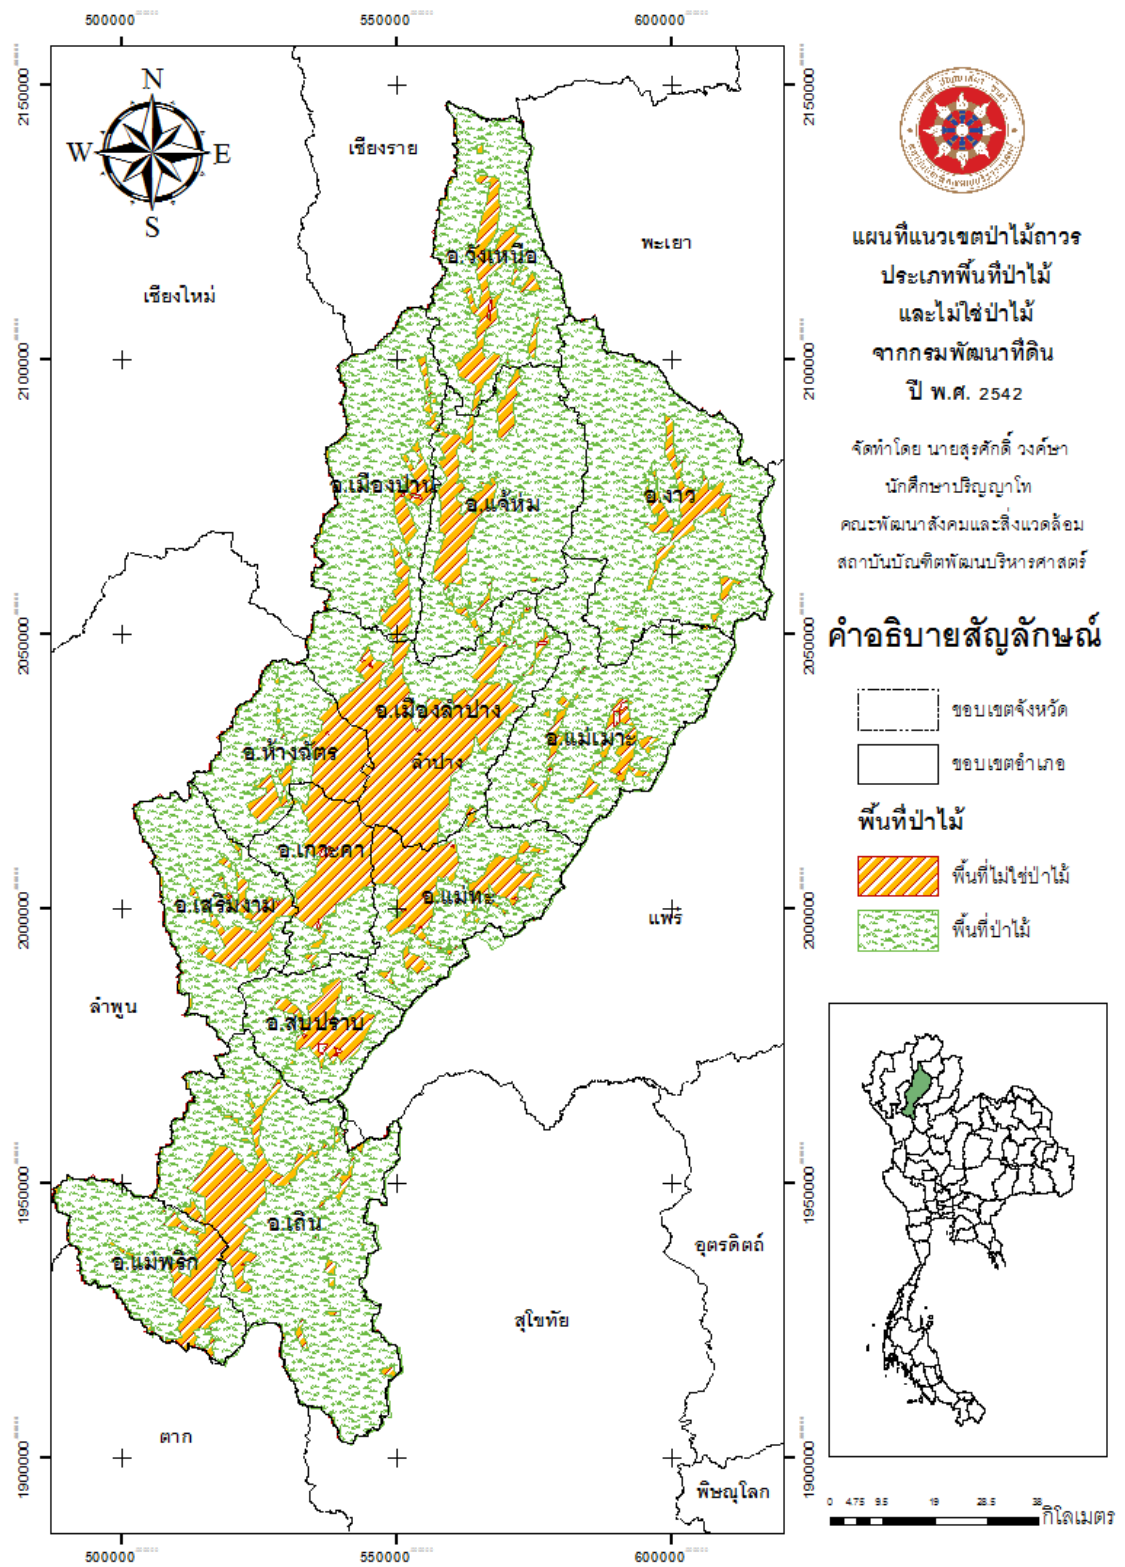 500000
550000
600000
2150000
2150000
N
W
E
S
เชียงราย
พะเยา
เชียงใหม่
อ.วังเหนือ
แผนที่แนวเขตป่าไม้ถาวร
ประเภทพื้นที่ป่าไม้
และไม่ใช่ป่าไม้
จากกรมพัฒนาที่ดิน
ปี พ.ศ. 2542
2100000
2100000
จัดทำโดย นายสุรศักดิ์ วงค์ษา
นักศึกษาปริญญาโท
คณะพัฒนาสังคมและสิ่งแวดล้อม
สถาบันบัณฑิตพัฒนบริหารศาสตร์
อ.เมืองปาน
อ.แจ้ห่ม
อ.งาว
2050000
2050000
คำอธิบายสัญลักษณ์
ขอบเขตจังหวัด
ขอบเขตอำเภอ
พื้นที่ป่าไม้
พื้นที่ไม่ใช่ป่าไม้
พื้นที่ป่าไม้
อ.เมืองลำปาง
ลำปาง
อ.ห้างฉัตร
อ.แม่เมาะ
อ.เกาะคา
อ.แม่ทะ
อ.เสริมงาม
2000000
2000000
แพร่
ลำพูน
อ.สบปราบ
1950000
1950000
อ.เถิน
อ.แม่พริก
อุตรดิตถ์
สุโขทัย
ตาก
1900000
1900000
พิษณุโลก
0 4.75 9.5 19 28.5 38
กิโลเมตร
500000
550000
600000